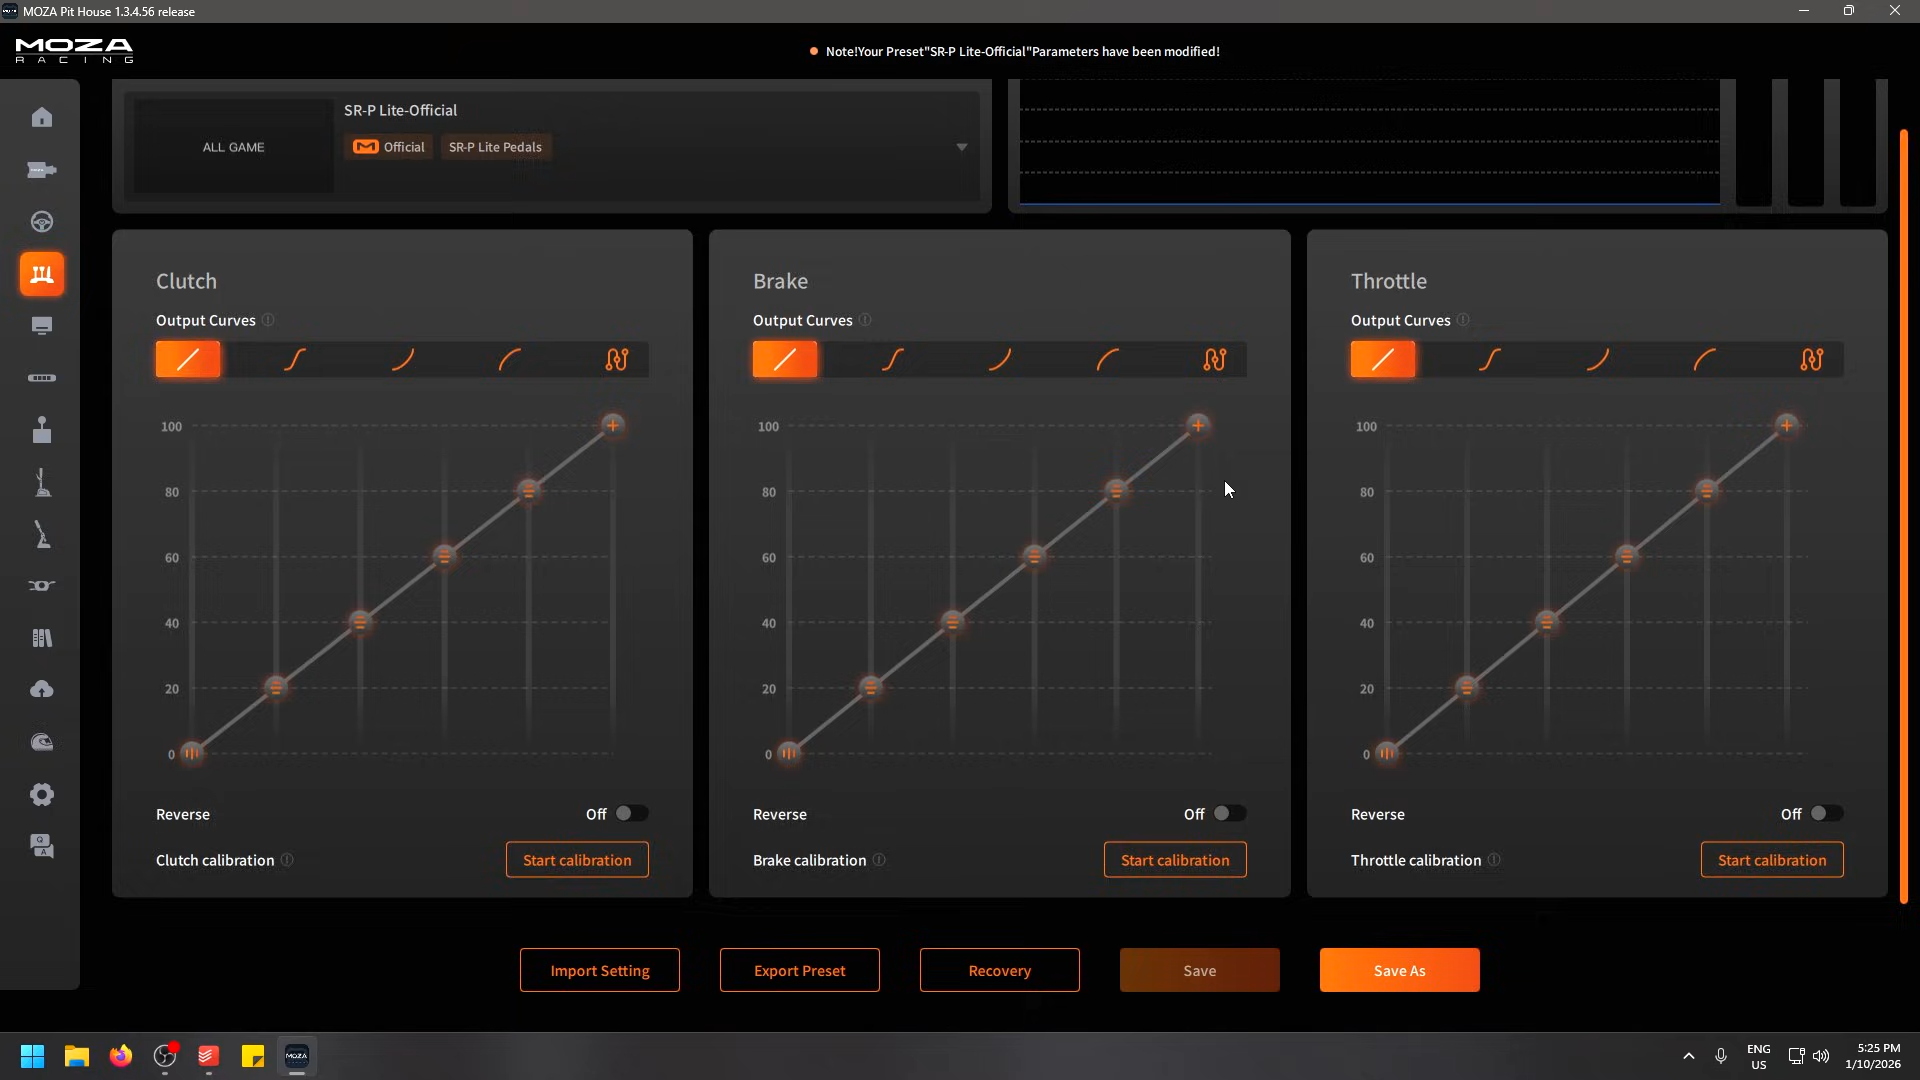 MOZA Pit House 1.3.4.56 release
MOZA
RACING
Note!Your Preset"SR-P Lite-Official"Parameters have been modified!
SR-P Lite-Official
ALL GAME
Official
SR-P Lite Pedals
Clutch
Output Curves
100
80
60
40
20
0
Reverse
Off
Clutch calibration
Start calibration
Brake
Output Curves
100
80
60
40
20
0
Reverse
Off
Brake calibration
Start calibration
Throttle
Output Curves
100
80
60
40
20
0
Reverse
Off
Throttle calibration
Start calibration
Import Setting
Export Preset
Recovery
Save
Save As
Q
A
MOZA
ENG
US
5:25 PM
1/10/2026